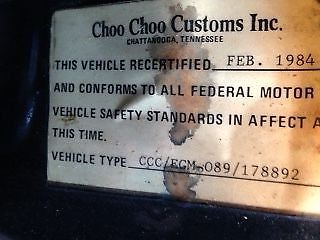 Choo Choo Customs Inc.
CHATTANOOGA, TENNESSEE
THIS VEHICLE RECERTIFIED FEB. 1984
AND CONFORMS TO ALL FEDERAL MOTOR
VEHICLE SAFETY STANDARDS IN AFFECT A
THIS TIME.
VEHICLE TYPE CCC/EGM-089/178892